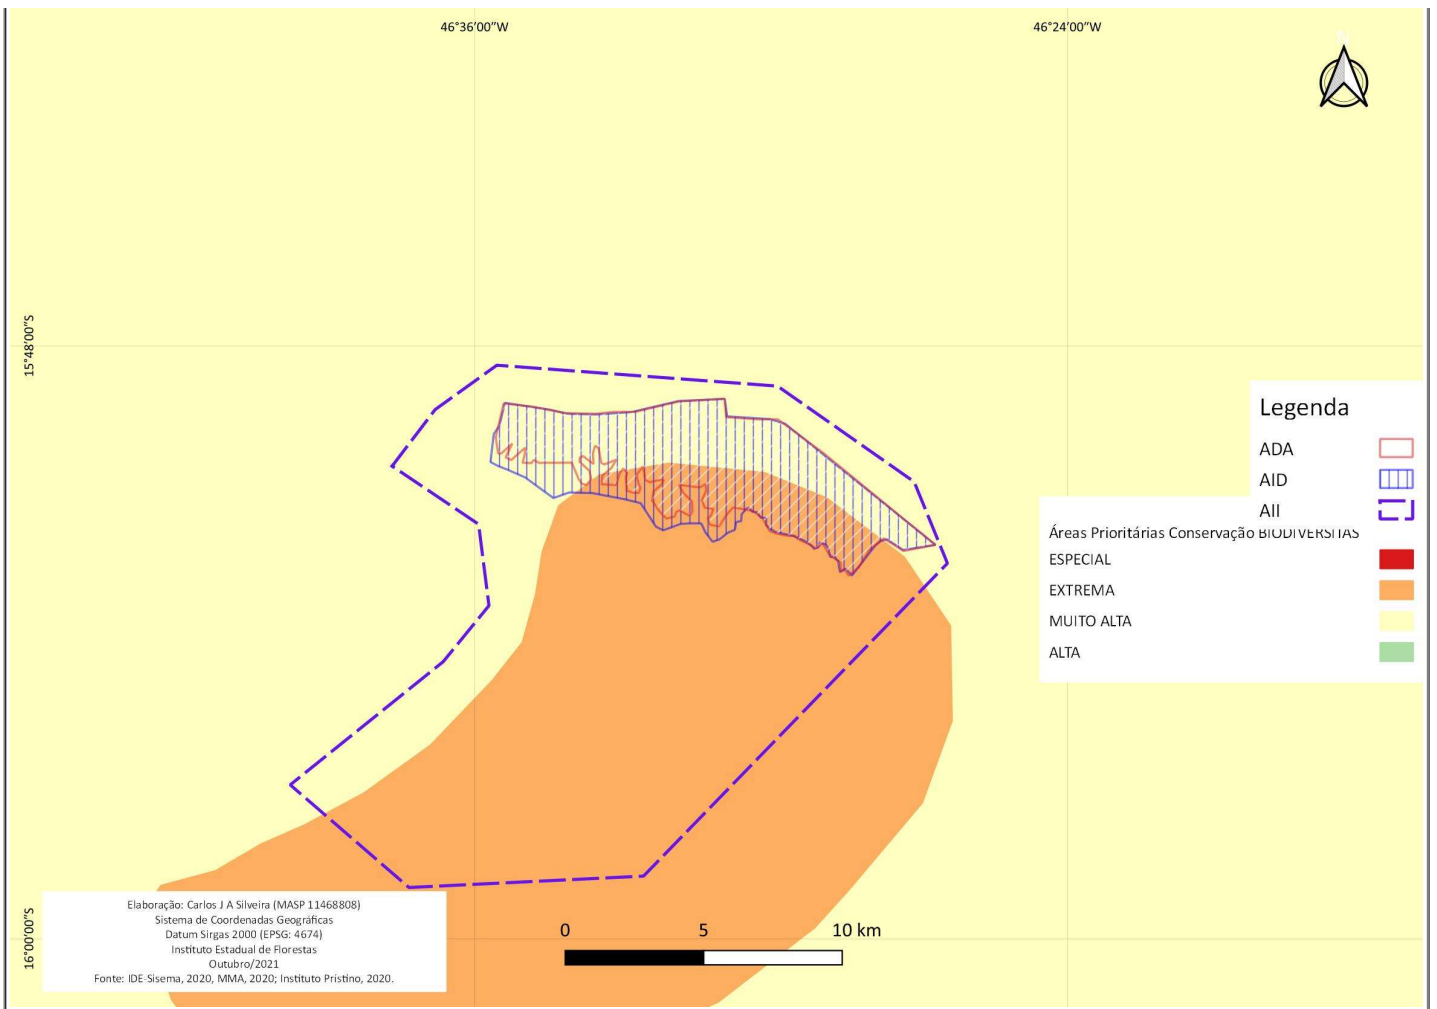 46°36'00"W
46°24'00"W
15°48'00"S
Legenda
ADA
AID
AII
Áreas Prioritárias Conservação BIODIVERSITAS
ESPECIAL
EXTREMA
MUITO ALTA
ALTA
Elaboração: Carlos J A Silveira (MASP 11468808)
Sistema de Coordenadas Geográficas
Datum Sirgas 2000 (EPSG: 4674)
Instituto Estadual de Florestas
Outubro/2021
Fonte: IDE-Sisema, 2020, MMA, 2020; Instituto Prístino, 2020.
16°00'00"S
0 5 10 km